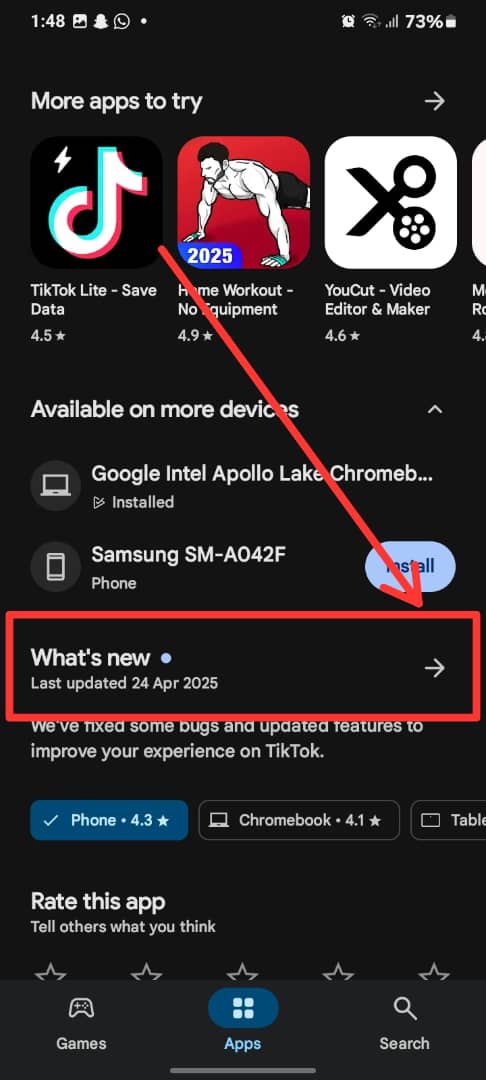 1:48
73%
More apps to try
2025
TikTok Lite - Save
Data
4.5★
Home Workout -
No Equipment
4.9★
YouCut - Video
Editor & Maker
4.6★
M
Ro
4.
Available on more devices
Google Intel Apollo Lake Chromeb...
Installed
Samsung SM-A042F
Phone
Install
What's new
Last updated 24 Apr 2025
We've fixed some bugs and updated features to
improve your experience on TikTok.
Phone • 4.3 ★
Chromebook • 4.1 ★
Table
Rate this app
Tell others what you think
Games
Apps
Search